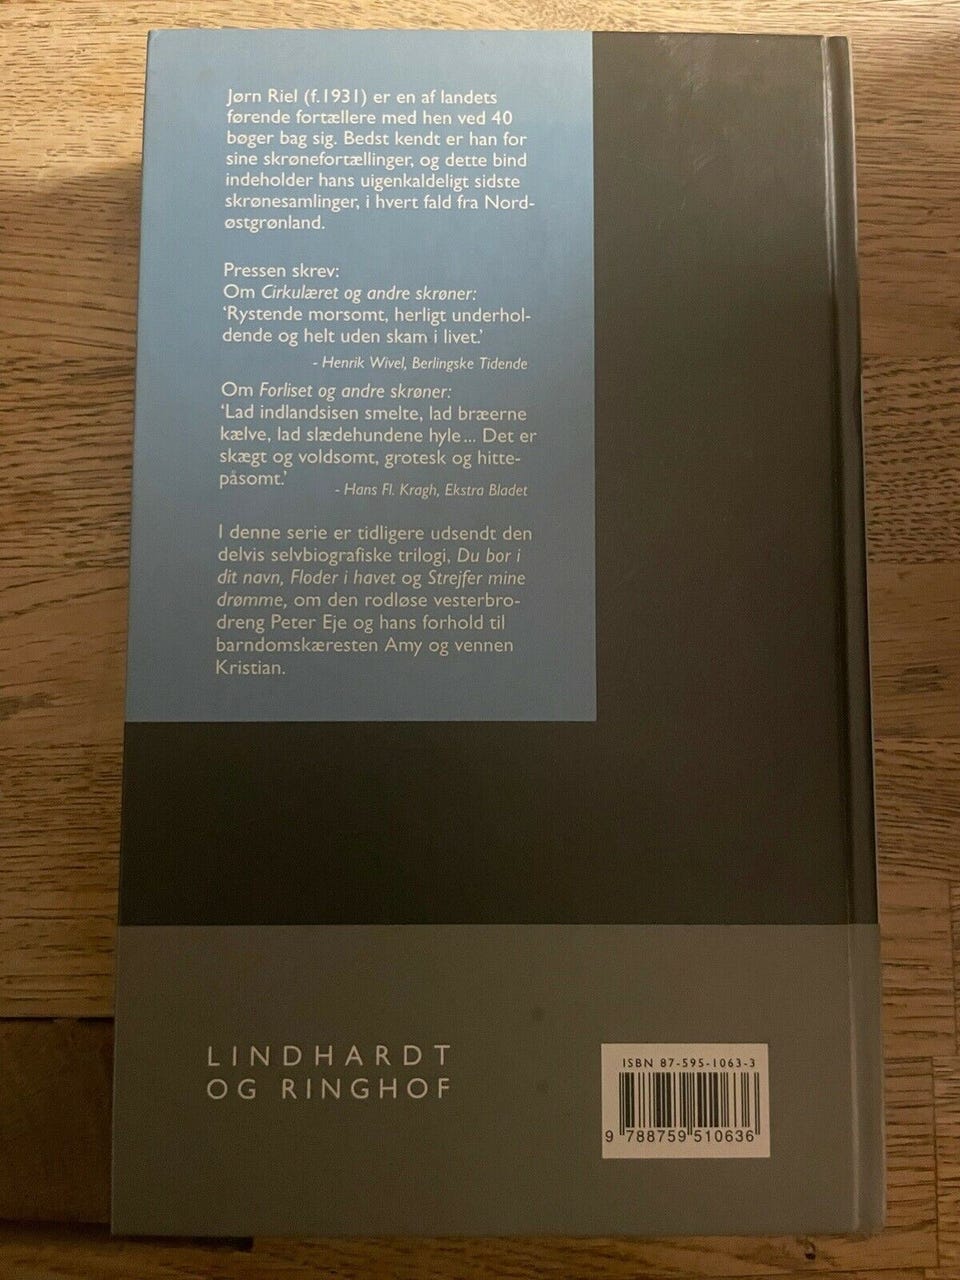 Jørn Riel (f.1931) er en af landets
førende fortællere med hen ved 40
bøger bag sig. Bedst kendt er han for
sine skrønefortællinger, og dette bind
indeholder hans uigenkaldeligt sidste
skrønesamlinger, i hvert fald fra Nord-
østgrønland.
Pressen skrev:
Om Cirkulæret og andre skrøner:
‘Rystende morsomt, herligt underhol-
dende og helt uden skam i livet.’
- Henrik Wivel, Berlingske Tidende
Om Forliset og andre skrøner:
‘Lad indlandsisen smelte, lad bræerne
kælve, lad slædehundene hyle... Det er
skægt og voldsomt, grotesk og hitte-
påsomt.’
- Hans Fl. Kragh, Ekstra Bladet
I denne serie er tidligere udsendt den
delvis selvbiografiske trilogi, Du bor i
dit navn, Floder i havet og Strejfer mine
drømme, om den rodløse vesterbro-
dreng Peter Eje og hans forhold til
barndomskæresten Amy og vennen
Kristian.
LINDHARDT
OG RINGHOF
ISBN 87-595-1063-3
9 788759 510636